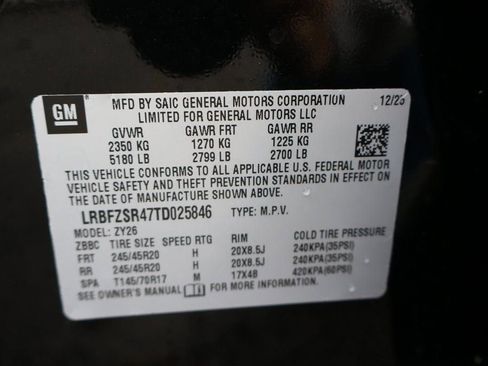 GM
MFD BY SAIC GENERAL MOTORS CORPORATION 12/25
LIMITED FOR GENERAL MOTORS LLC
GVWR GAWR FRT GAWR RR
2350 KG 1270 KG 1225 KG
5180 LB 2799 LB 2700 LB
THIS VEHICLE CONFORMS TO ALL APPLICABLE U.S. FEDERAL MOTOR
VEHICLE SAFETY AND THEFT PREVENTION STANDARDS IN EFFECT ON
THE DATE OF MANUFACTURE SHOWN ABOVE.
LRBFZSR47TD025846 TYPE: M.P.V.
MODEL: ZY26
ZBBC TIRE SIZE SPEED RTG RIM COLD TIRE PRESSURE
FRT 245/45R20 H 20X8.5J 240KPA(35PSI)
RR 245/45R20 H 20X8.5J 240KPA(35PSI)
SPA T145/70R17 M 17X4B 420KPA(60PSI)
SEE OWNER'S MANUAL FOR MORE INFORMATION.